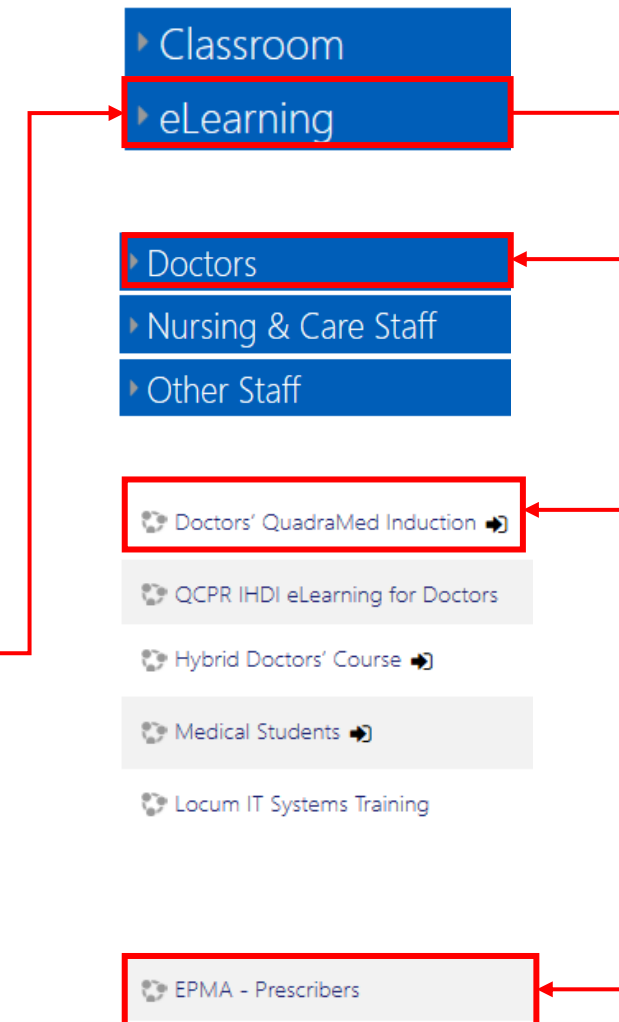 Classroom
eLearning
Doctors
Nursing & Care Staff
Other Staff
Doctors' QuadraMed Induction
QCPR IHDI eLearning for Doctors
Hybrid Doctors' Course
Medical Students
Locum IT Systems Training
EPMA - Prescribers